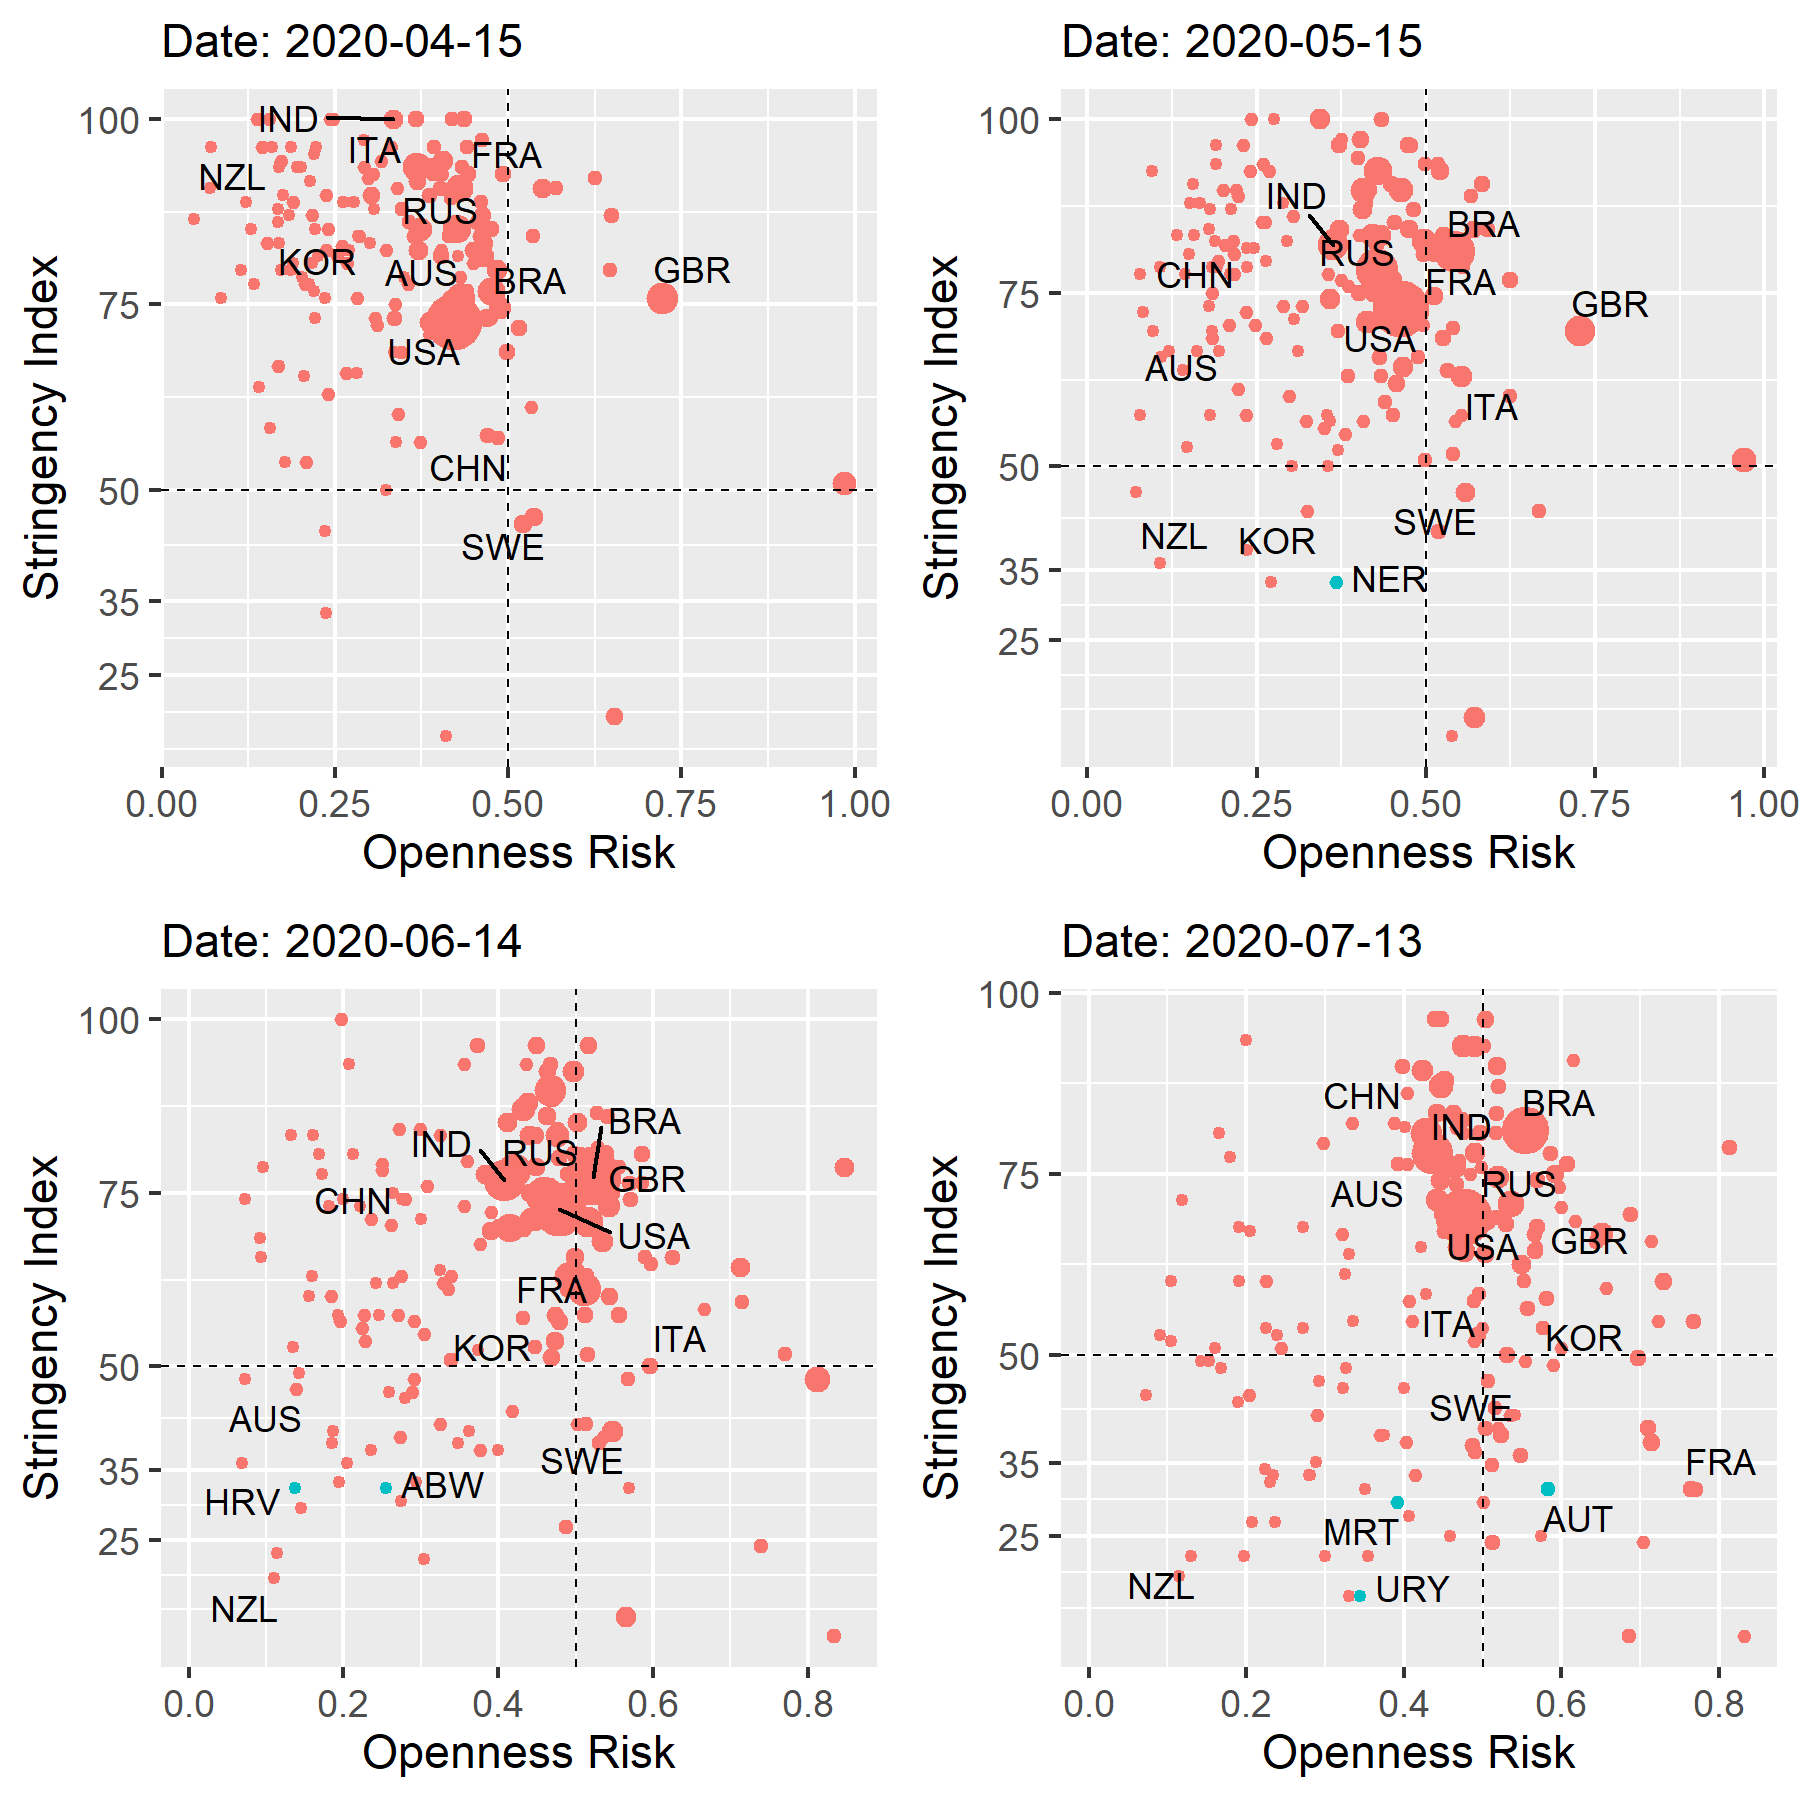 Date: 2020-04-15
100
75
50
35
25
Stringency Index
IND
ITA
FRA
NZL
RUS
KOR
AUS
BRA
GBR
USA
CHN
SWE
0.00 0.25 0.50 0.75 1.00
Openness Risk
Date: 2020-05-15
100
75
50
35
25
Stringency Index
IND
BRA
RUS
CHN
FRA
GBR
USA
AUS
ITA
SWE
NZL
KOR
NER
0.00 0.25 0.50 0.75 1.00
Openness Risk
Date: 2020-06-14
100
75
50
35
25
Stringency Index
BRA
IND
RUS
GBR
CHN
USA
FRA
KOR
ITA
AUS
SWE
ABW
HRV
NZL
0.0 0.2 0.4 0.6 0.8
Openness Risk
Date: 2020-07-13
100
75
50
35
25
Stringency Index
CHN
BRA
IND
AUS
RUS
USA
GBR
ITA
KOR
SWE
FRA
MRT
AUT
NZL
URY
0.0 0.2 0.4 0.6 0.8
Openness Risk